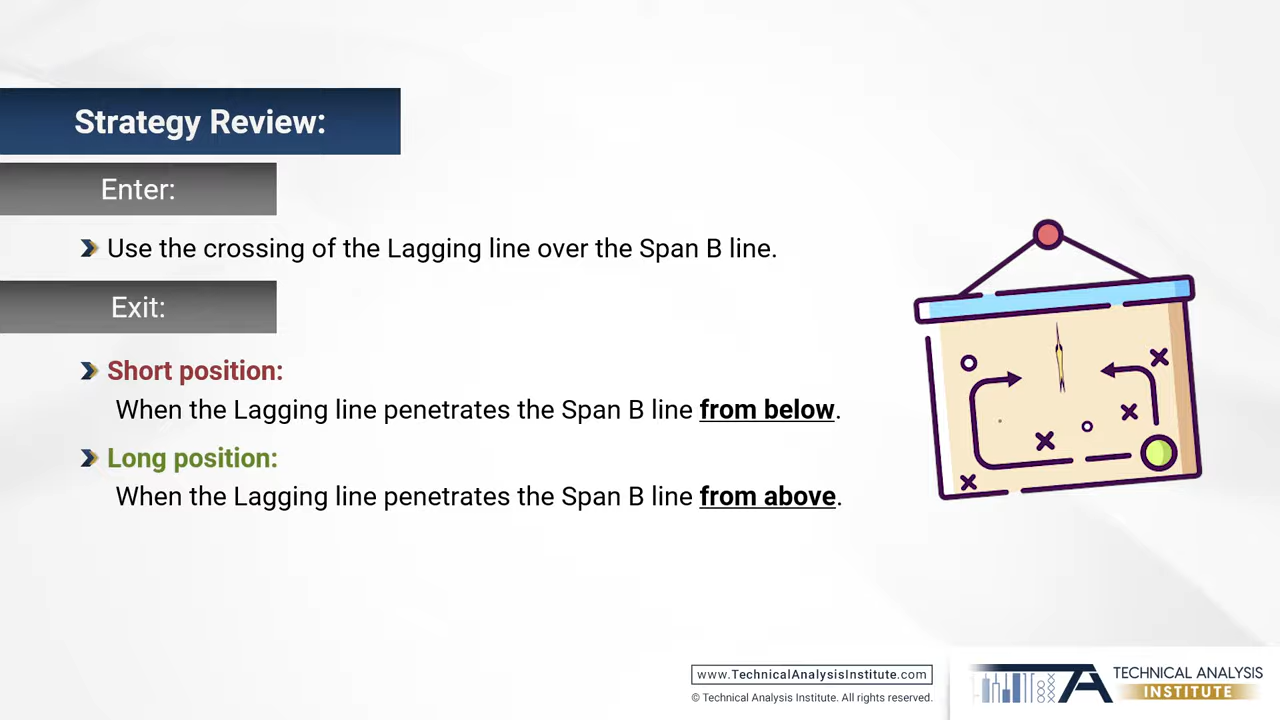 Strategy Review:
Enter:
Use the crossing of the Lagging line over the Span B line.
Exit:
Short position:
When the Lagging line penetrates the Span B line from below.
Long position:
When the Lagging line penetrates the Span B line from above.
www.TechnicalAnalysisInstitute.com
© Technical Analysis Institute. All rights reserved.
TA
TECHNICAL ANALYSIS
INSTITUTE